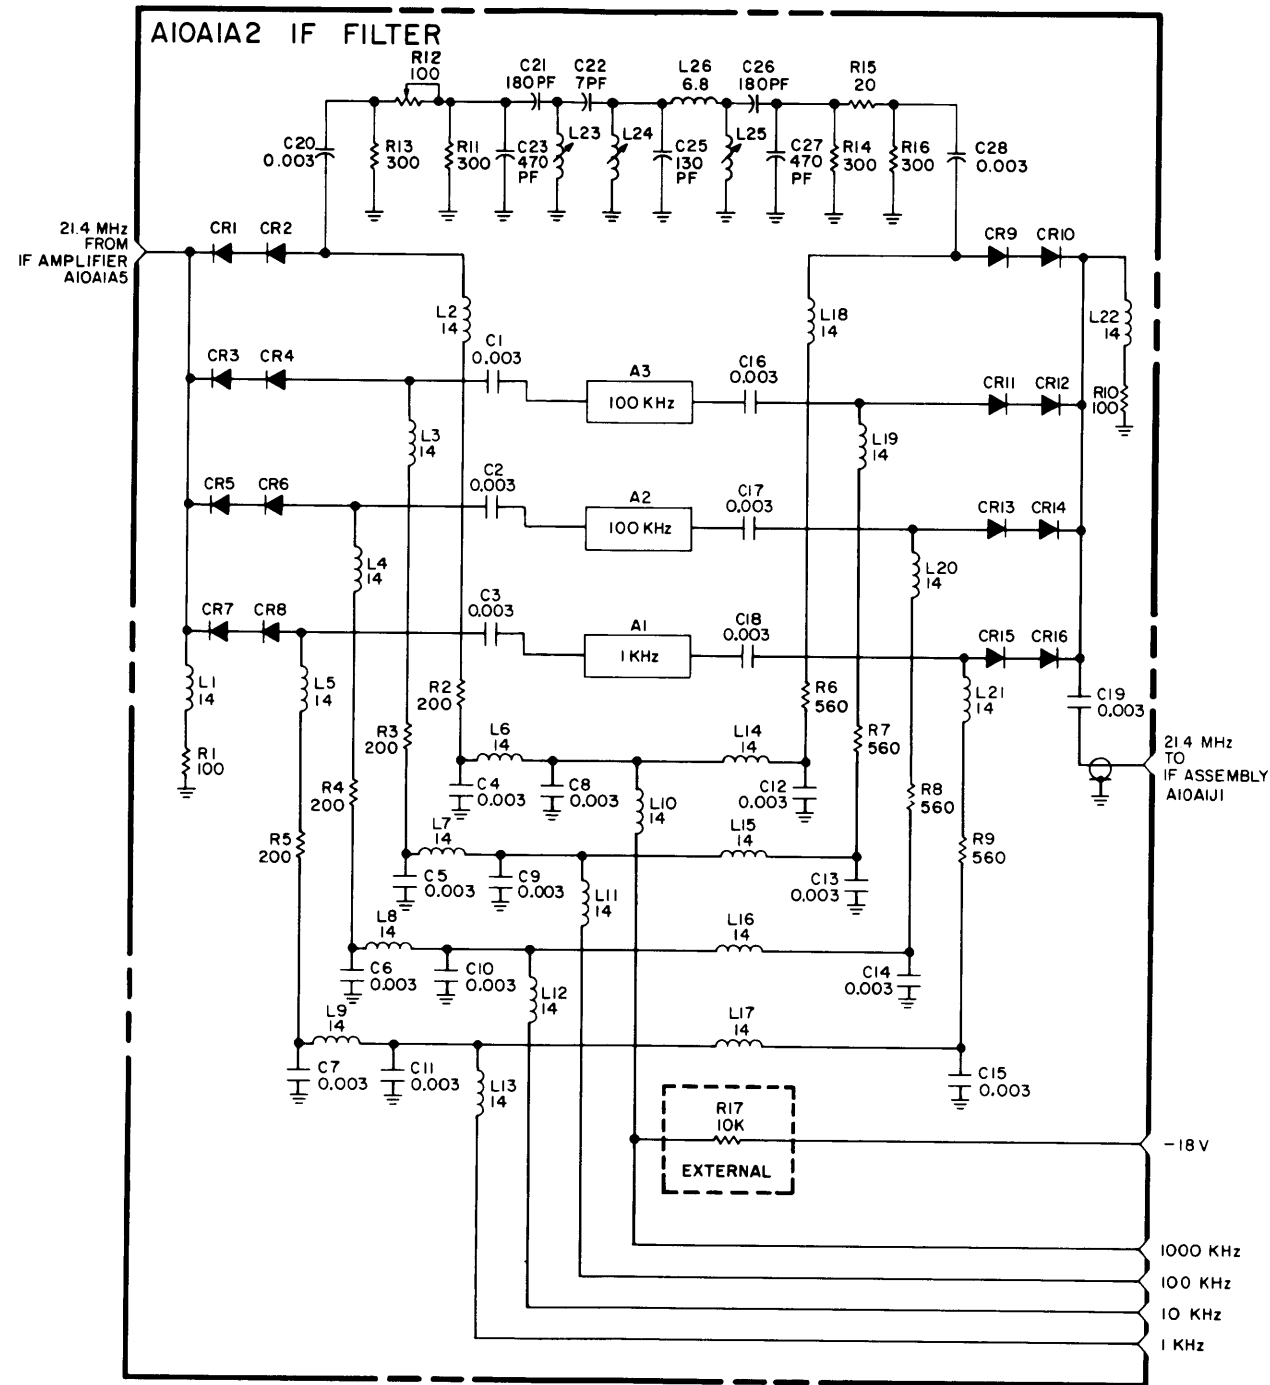 A10A1A2 IF FILTER
R12
100
C21
180PF
C22
7PF
L26
6.8
C26
180PF
R15
20
C20
0.003
R13
300
R11
300
C23
470
PF
L23
L24
C25
130
PF
L25
C27
470
PF
R14
300
R16
300
C28
0.003
21.4 MHz
FROM
IF AMPLIFIER
A10A1A5
CR1
CR2
CR9
CR10
L2
14
L18
14
L22
14
CR3
CR4
C1
0.003
A3
100 KHz
C16
0.003
CR11
CR12
R10
100
L3
14
L19
14
CR5
CR6
C2
0.003
A2
100 KHz
C17
0.003
CR13
CR14
L4
14
L20
14
CR7
CR8
C3
0.003
A1
1 KHz
C18
0.003
CR15
CR16
L1
14
L5
14
R2
200
R6
560
L21
14
C19
0.003
R1
100
R3
200
L6
14
L14
14
R7
560
21.4 MHz
TO
IF ASSEMBLY
A10A1J1
R4
200
C4
0.003
C8
0.003
L10
14
C12
0.003
R8
560
R5
200
L7
14
L15
14
R9
560
C5
0.003
C9
0.003
L11
14
C13
0.003
L8
14
L16
14
C6
0.003
C10
0.003
L12
14
C14
0.003
L9
14
L17
14
C7
0.003
C11
0.003
L13
14
C15
0.003
R17
10K
EXTERNAL
-18V
1000 KHz
100 KHz
10 KHz
1 KHz